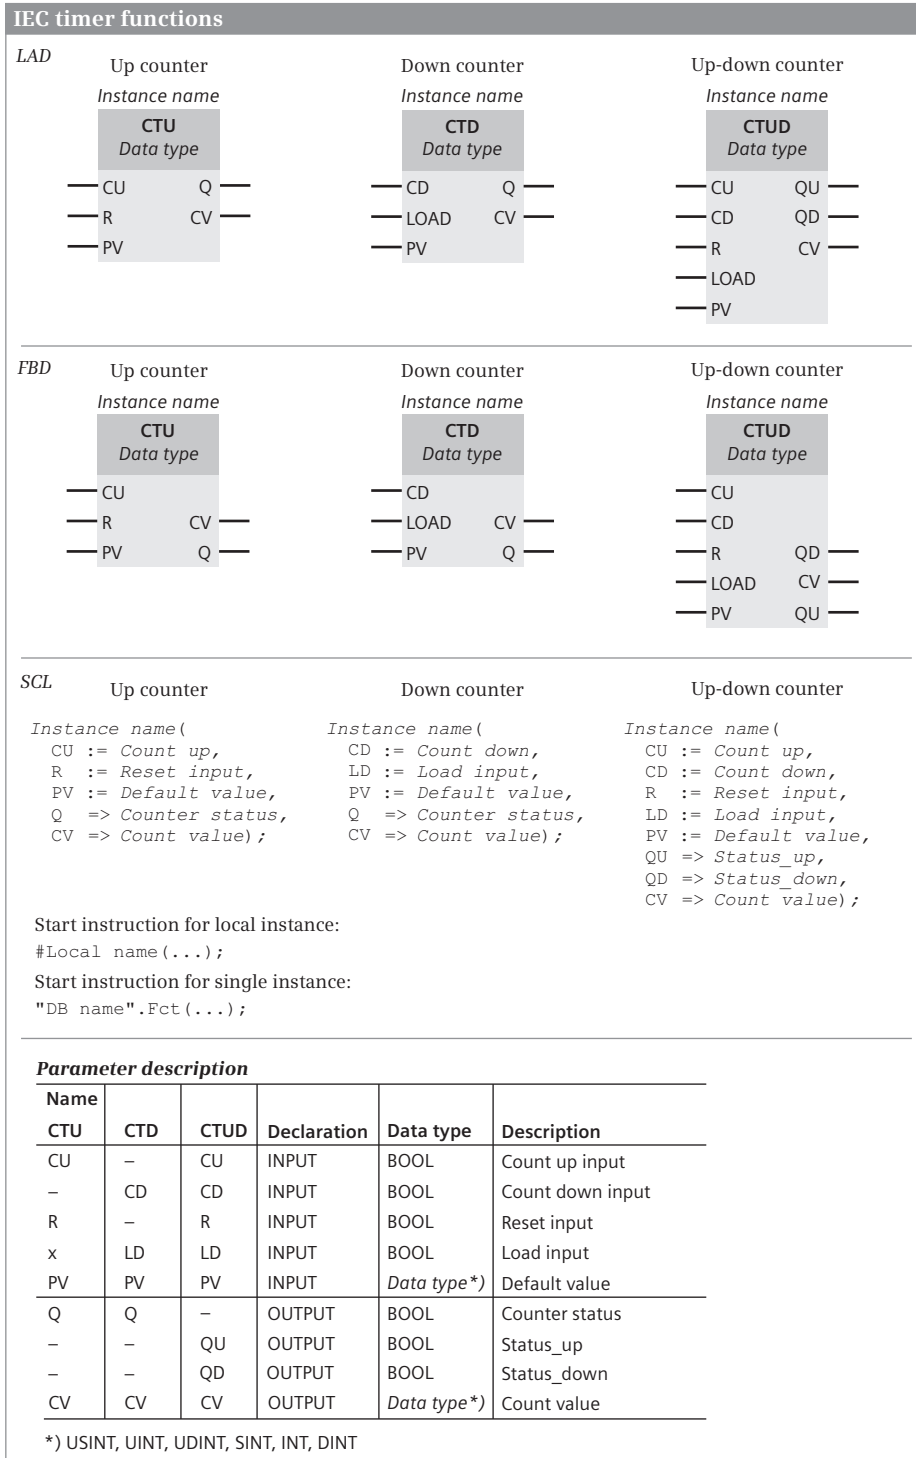 IEC timer functions
LAD
Up counter Down counter Up-down counter
Instance name Instance name Instance name
CTU CTD CTUD
Data type Data type Data type
CU Q CD Q CU QU
R CV LOAD CV CD QD
PV PV R CV
LOAD
PV
FBD
Up counter Down counter Up-down counter
Instance name Instance name Instance name
CTU CTD CTUD
Data type Data type Data type
CU CD CU
R CV LOAD CV CD
PV Q PV Q R QD
LOAD CV
PV QU
SCL
Up counter Down counter Up-down counter
Instance name( Instance name( Instance name(
CU := Count up, CD := Count down, CU := Count up,
R := Reset input, LD := Load input, CD := Count down,
PV := Default value, PV := Default value, R := Reset input,
Q => Counter status, Q => Counter status, LD := Load input,
CV => Count value); CV => Count value); PV := Default value,
QU => Status_up,
QD => Status_down,
CV => Count value);
Start instruction for local instance:
#Local name(...);
Start instruction for single instance:
"DB name".Fct(...);
Parameter description
Name
CTU CTD CTUD Declaration Data type Description
CU – CU INPUT BOOL Count up input
– CD CD INPUT BOOL Count down input
R – R INPUT BOOL Reset input
x LD LD INPUT BOOL Load input
PV PV PV INPUT Data type*) Default value
Q Q – OUTPUT BOOL Counter status
– – QU OUTPUT BOOL Status_up
– – QD OUTPUT BOOL Status_down
CV CV CV OUTPUT Data type*) Count value
*) USINT, UINT, UDINT, SINT, INT, DINT